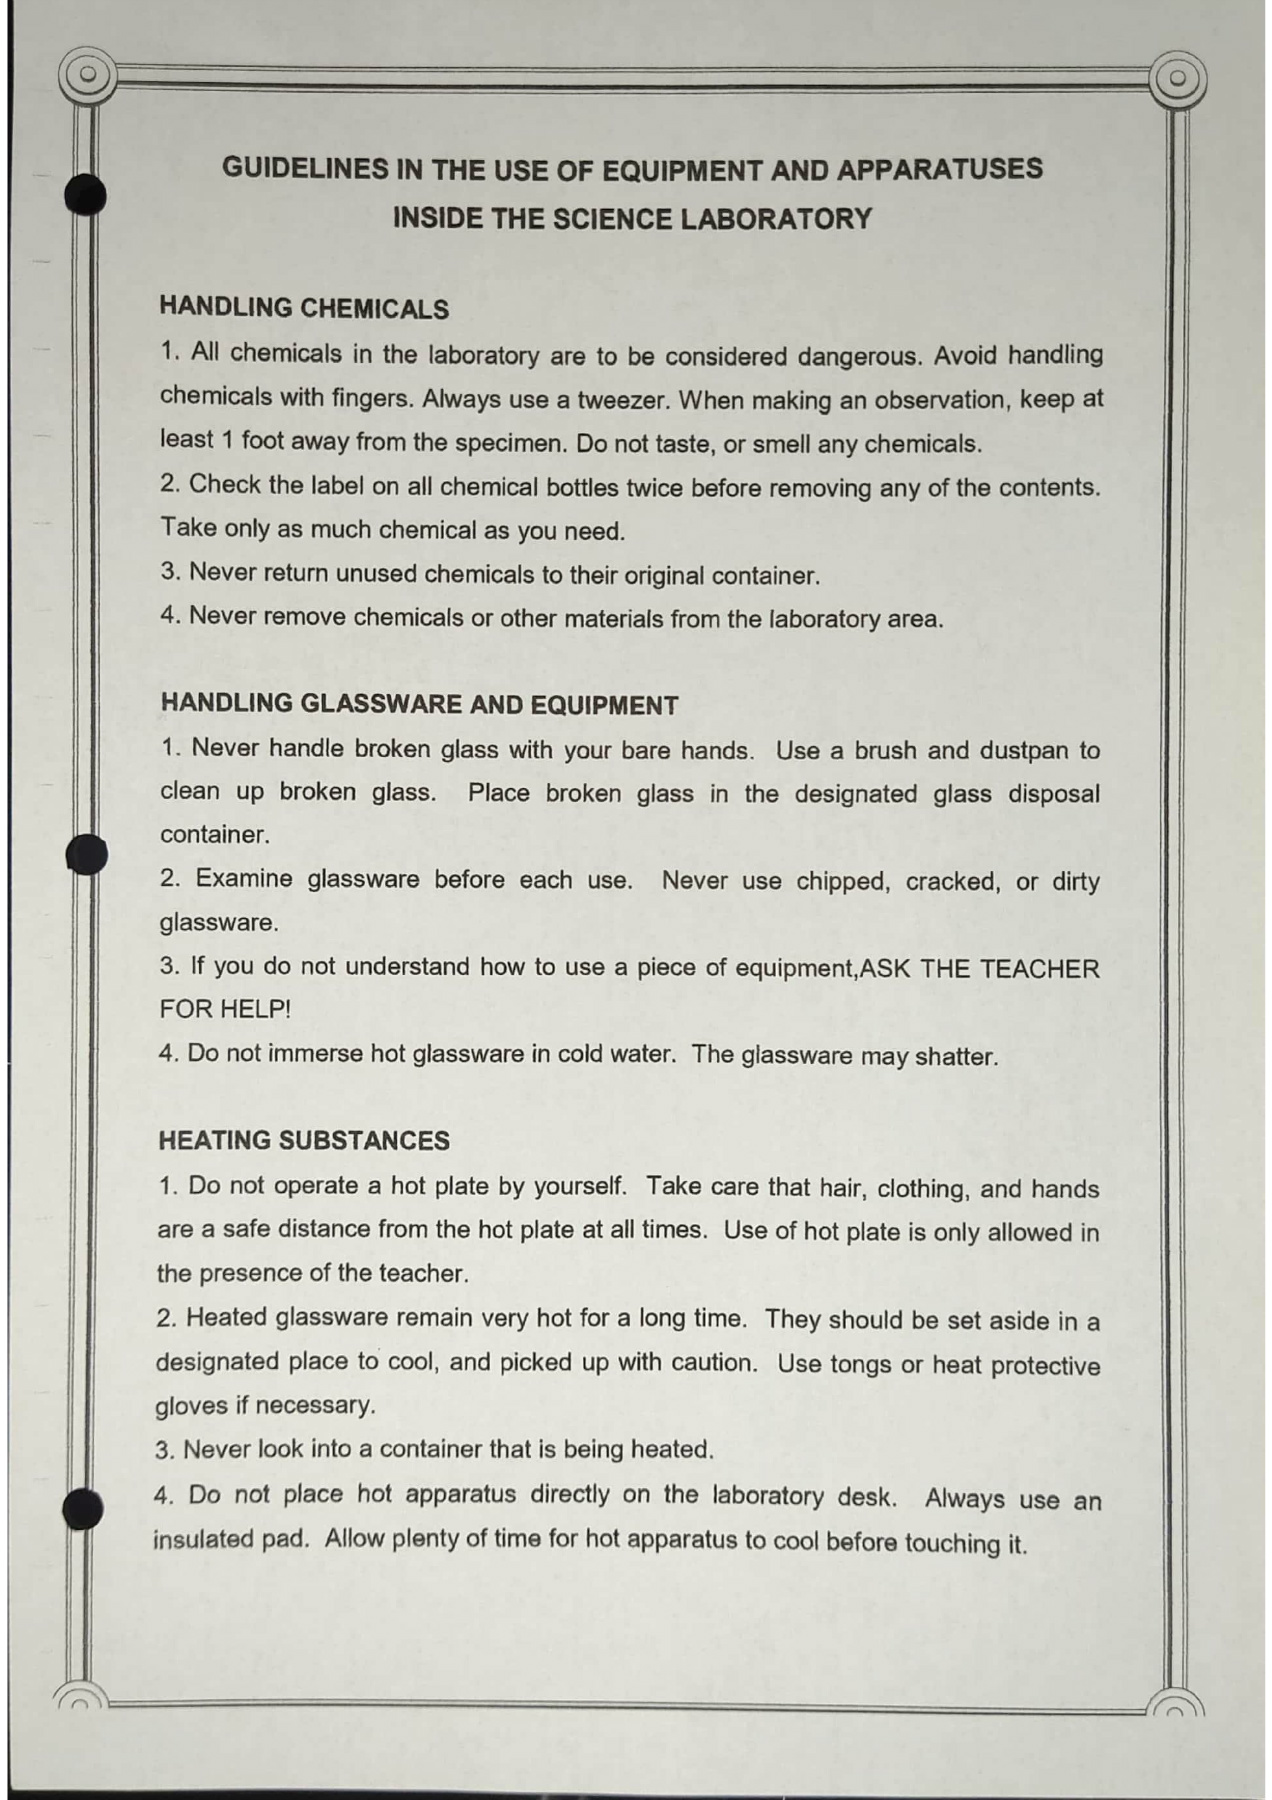 GUIDELINES IN THE USE OF EQUIPMENT AND APPARATUSES
INSIDE THE SCIENCE LABORATORY
HANDLING CHEMICALS
1. All chemicals in the laboratory are to be considered dangerous. Avoid handling
chemicals with fingers. Always use a tweezer. When making an observation, keep at
least 1 foot away from the specimen. Do not taste, or smell any chemicals.
2. Check the label on all chemical bottles twice before removing any of the contents.
Take only as much chemical as you need.
3. Never return unused chemicals to their original container.
4. Never remove chemicals or other materials from the laboratory area.
HANDLING GLASSWARE AND EQUIPMENT
1. Never handle broken glass with your bare hands. Use a brush and dustpan to
clean up broken glass. Place broken glass in the designated glass disposal
container.
2. Examine glassware before each use. Never use chipped, cracked, or dirty
glassware.
3. If you do not understand how to use a piece of equipment,ASK THE TEACHER
FOR HELP!
4. Do not immerse hot glassware in cold water. The glassware may shatter.
HEATING SUBSTANCES
1. Do not operate a hot plate by yourself. Take care that hair, clothing, and hands
are a safe distance from the hot plate at all times. Use of hot plate is only allowed in
the presence of the teacher.
2. Heated glassware remain very hot for a long time. They should be set aside in a
designated place to cool, and picked up with caution. Use tongs or heat protective
gloves if necessary.
3. Never look into a container that is being heated.
4. Do not place hot apparatus directly on the laboratory desk. Always use an
insulated pad. Allow plenty of time for hot apparatus to cool before touching it.